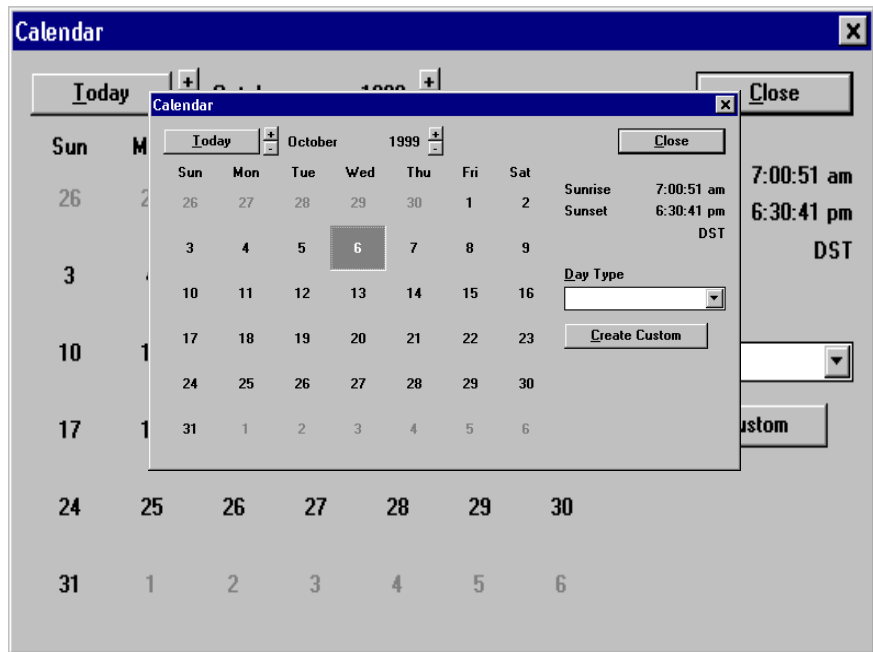 Calendar
Today + 1999 + Close
Calendar
Today + - October 1999 + - Close
Sun Mon Tue Wed Thu Fri Sat
26 27 28 29 30 1 2
3 4 5 6 7 8 9
10 11 12 13 14 15 16
17 18 19 20 21 22 23
24 25 26 27 28 29 30
31 1 2 3 4 5 6
Sunrise 7:00:51 am
Sunset 6:30:41 pm
DST
Day Type
Create Custom
Sun M
26
3
10 1
17 1
24 25 26 27 28 29 30
31 1 2 3 4 5 6
7:00:51 am
6:30:41 pm
DST
ustom